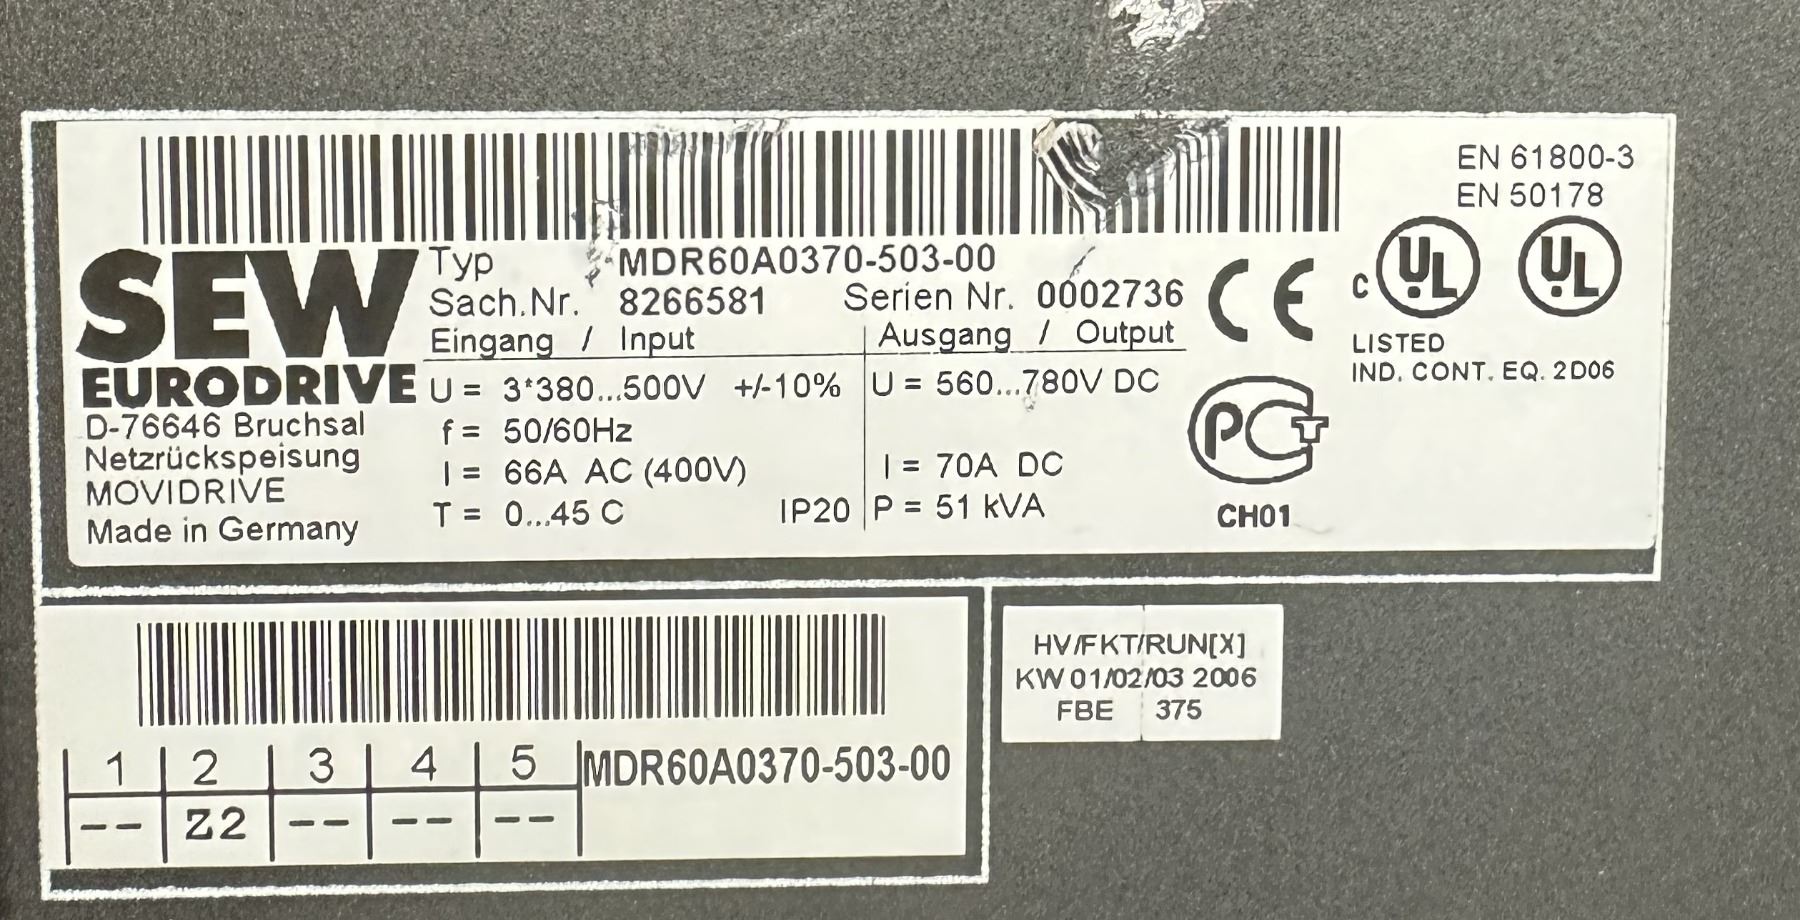 EN 61800-3
EN 50178
SEW
EURODRIVE
D-76646 Bruchsal
Netzrückspeisung
MOVIDRIVE
Made in Germany
Typ MDR60A0370-503-00
Sach.Nr. 8266581 Serien Nr. 0002736
Eingang / Input Ausgang / Output
U = 3*380...500V +/-10% U = 560...780V DC
f = 50/60Hz
I = 66A AC (400V) I = 70A DC
T = 0...45 C IP20 P = 51 kVA
CE
C UL UL
LISTED
IND. CONT. EQ. 2D06
PCT
CH01
1 2 3 4 5 MDR60A0370-503-00
-- Z2 -- -- --
HV/FKT/RUN[X]
KW 01/02/03 2006
FBE 375